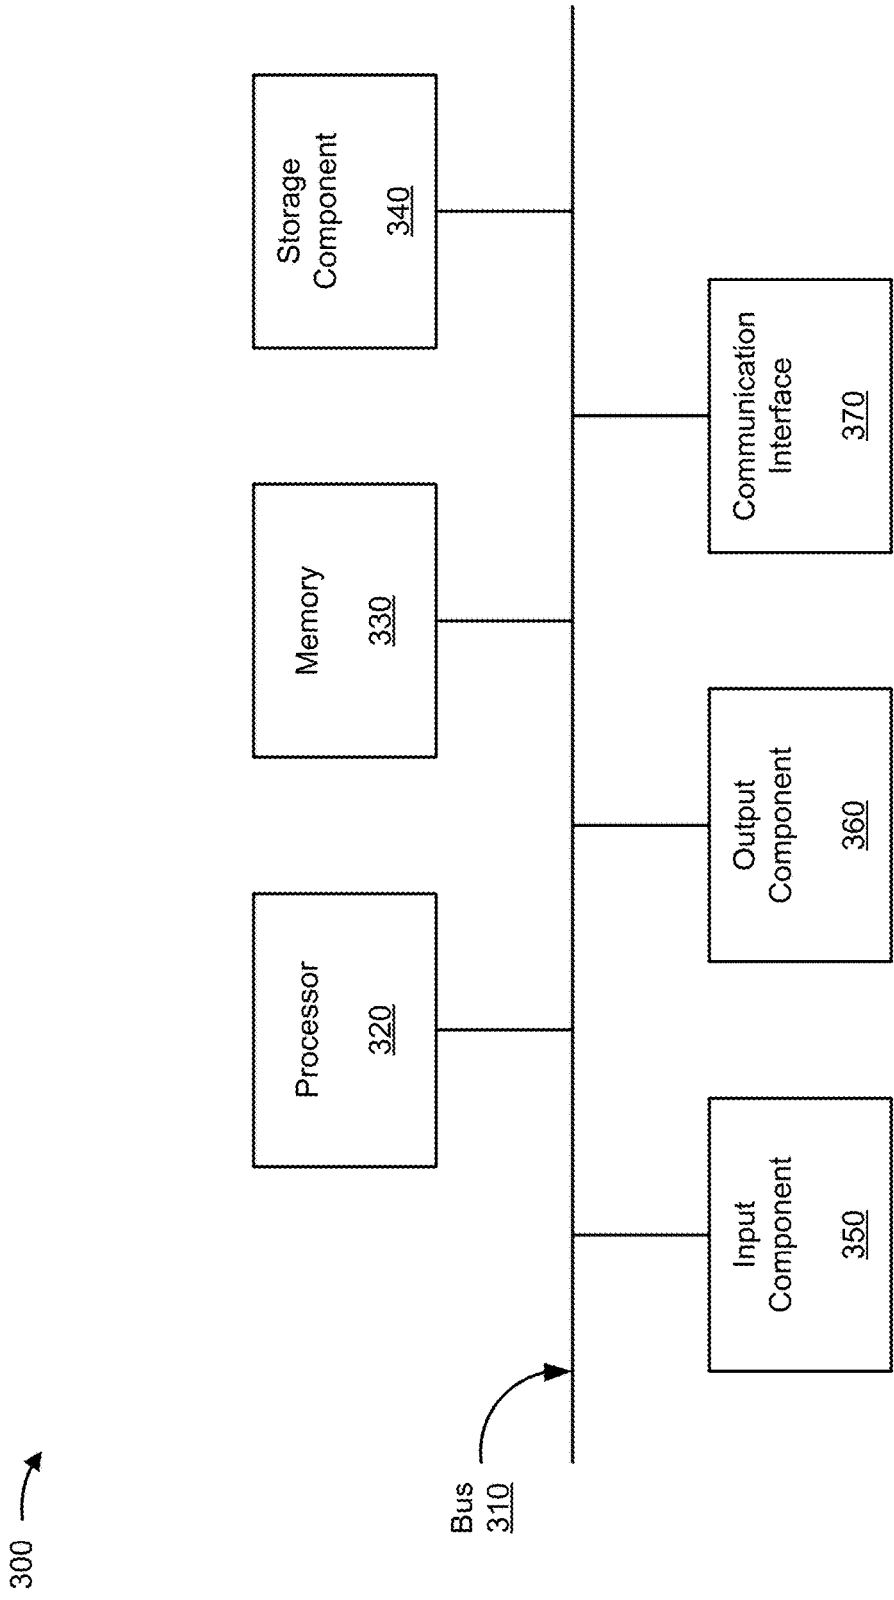 300
Processor
320
Memory
330
Storage
Component
340
Bus
310
Input
Component
350
Output
Component
360
Communication
Interface
370